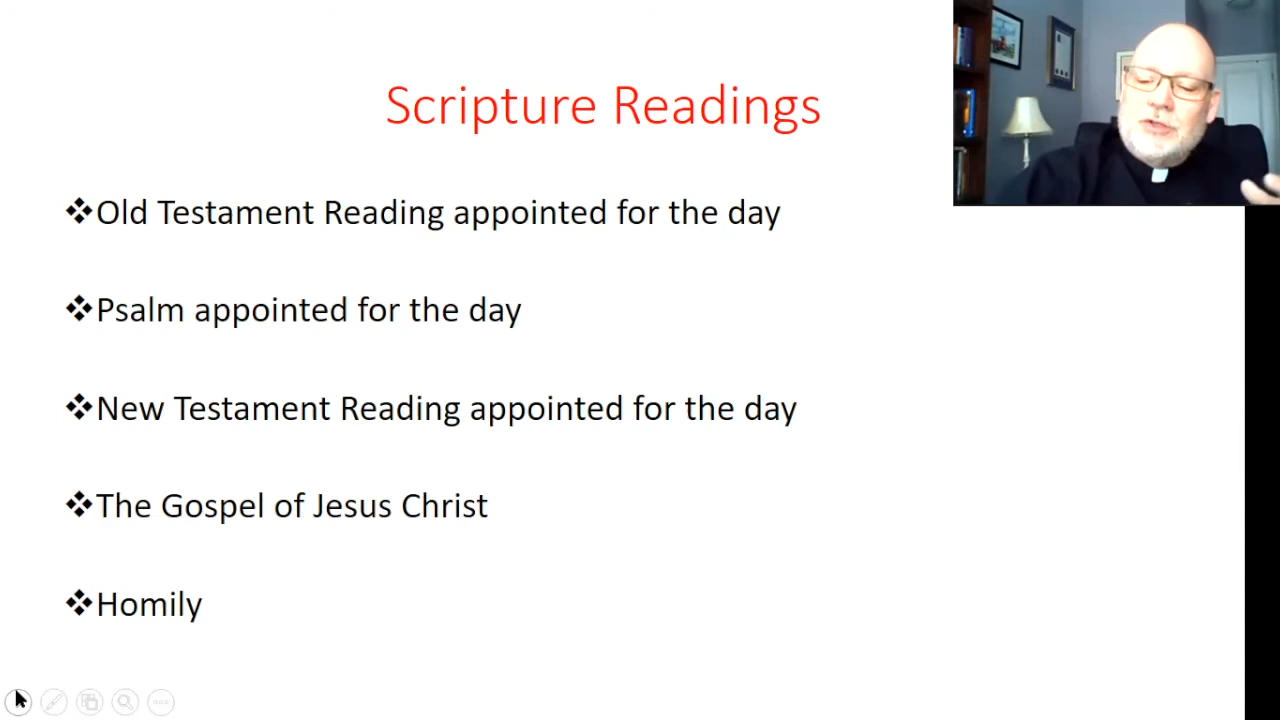 Scripture Readings
❖Old Testament Reading appointed for the day
❖Psalm appointed for the day
❖New Testament Reading appointed for the day
❖The Gospel of Jesus Christ
❖Homily